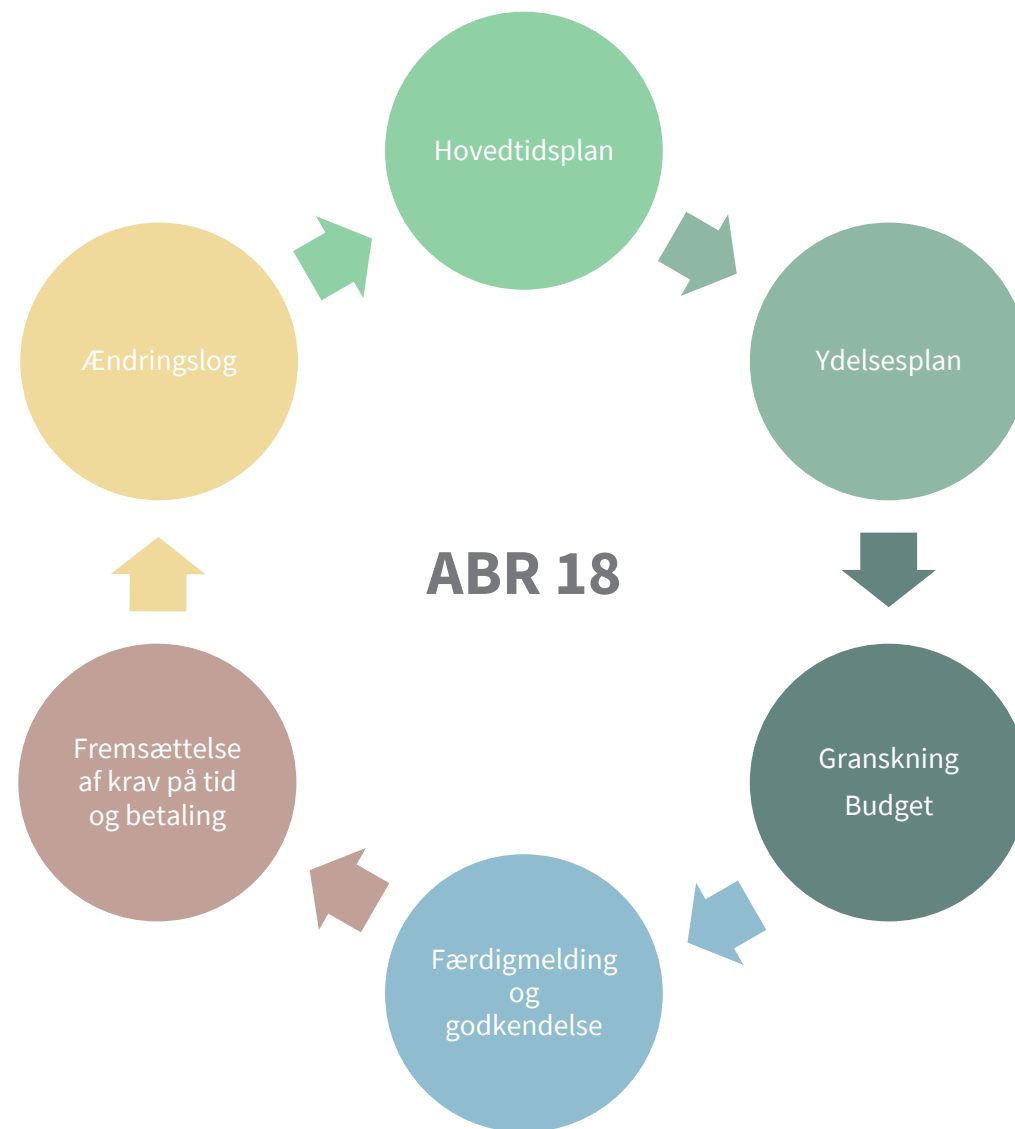 Hovedtidsplan
Ydelsesplan
Granskning
Budget
Færdigmelding
og
godkendelse
Fremsættelse
af krav på tid
og betaling
Ændringslog
ABR 18